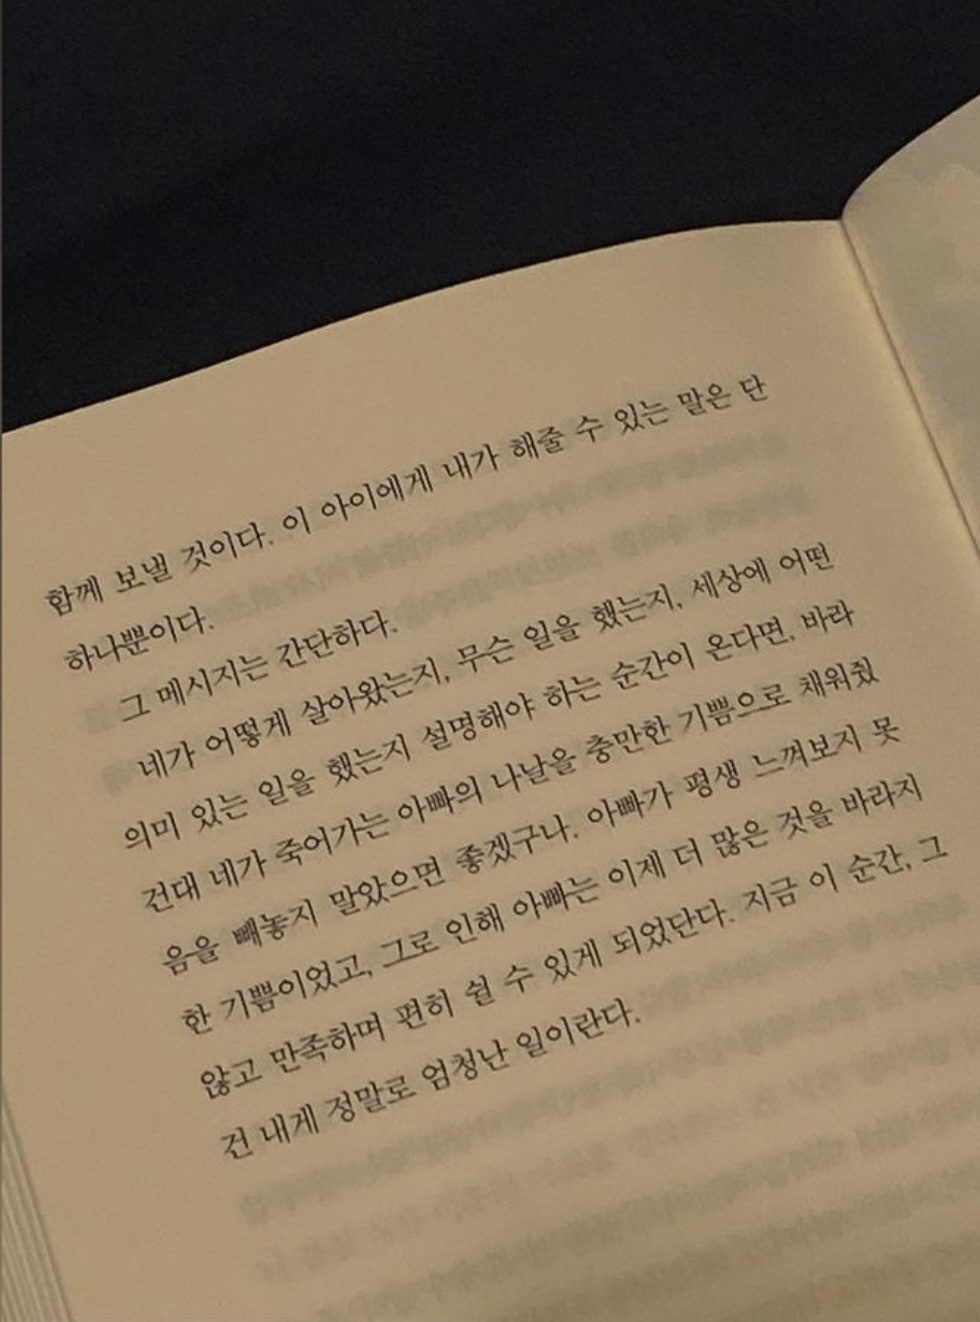 함께 보낼 것이다. 이 아이에게 내가 해줄 수 있는 말은 단
하나뿐이다.
그 메시지는 간단하다.
네가 어떻게 살아왔는지, 무슨 일을 했는지, 세상에 어떤
의미 있는 일을 했는지 설명해야 하는 순간이 온다면, 바라
건대 네가 죽어가는 아빠의 나날을 충만한 기쁨으로 채워줬
음을 빼놓지 말았으면 좋겠구나. 아빠가 평생 느껴보지 못
한 기쁨이었고, 그로 인해 아빠는 이제 더 많은 것을 바라지
않고 만족하며 편히 쉴 수 있게 되었단다. 지금 이 순간, 그
건 내게 정말로 엄청난 일이란다.